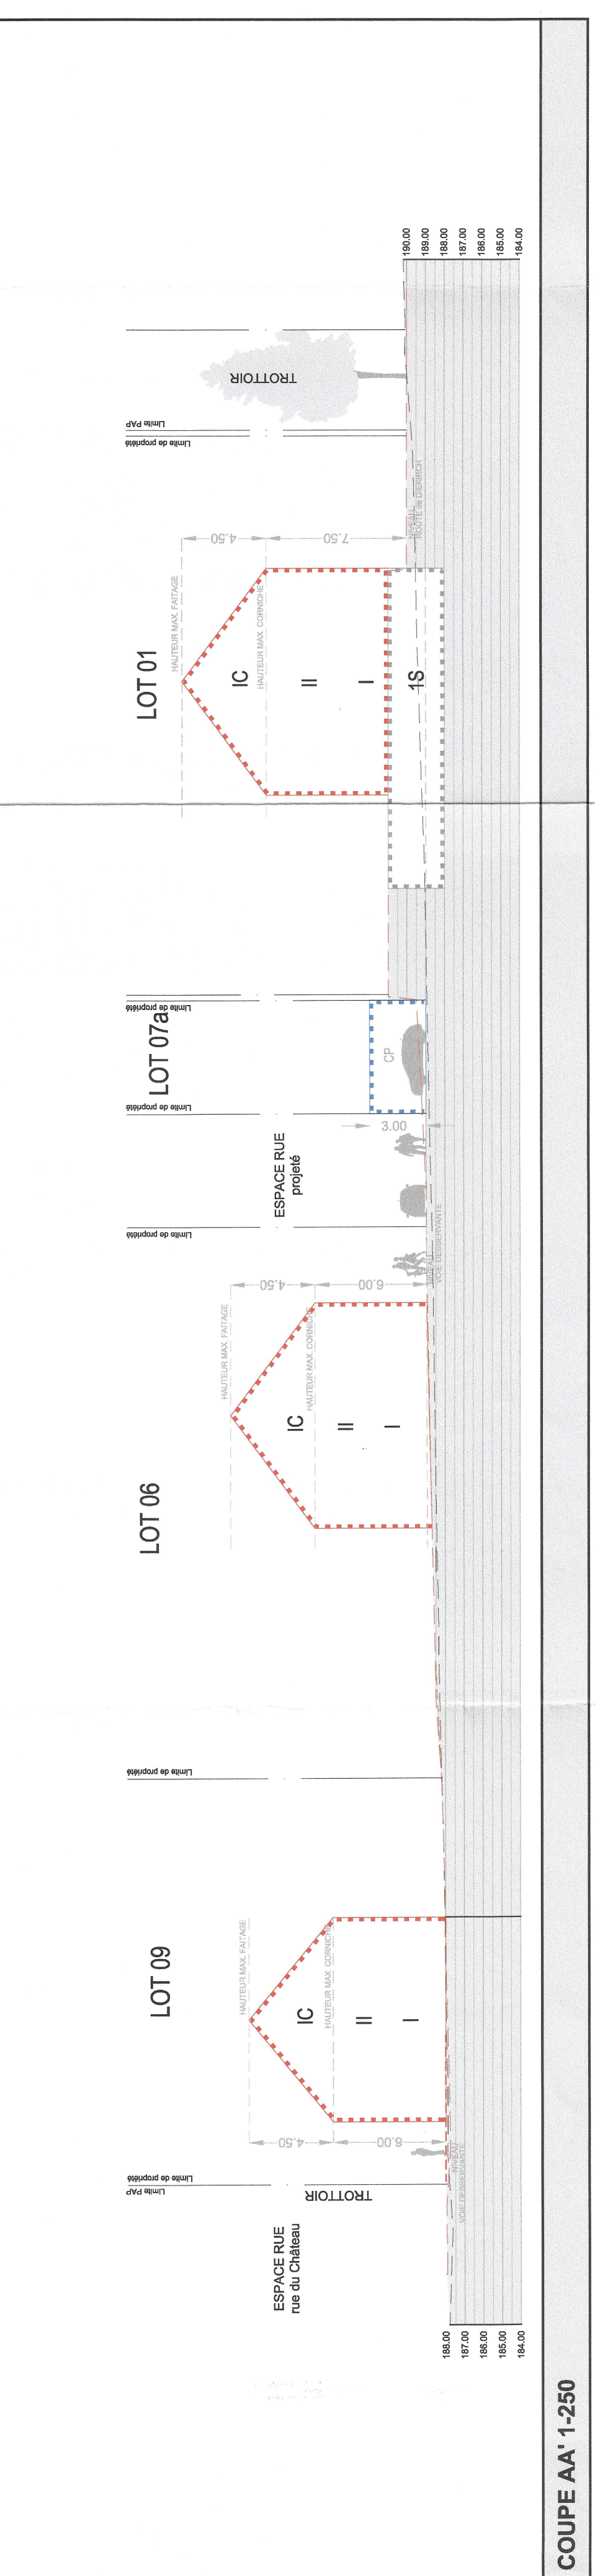 COUPE AA' 1-250
188.00
187.00
186.00
185.00
184.00
ESPACE RUE
rue du Château
TROTTOIR
Limite PAP
Limite de propriété
NIVEAU
VOIE DESSERVANTE
6.00
4.50
LOT 09
HAUTEUR MAX. FAITAGE
HAUTEUR MAX. CORNICHE
IC
II
I
Limite de propriété
LOT 06
HAUTEUR MAX. FAITAGE
HAUTEUR MAX. CORNICHE
IC
II
I
4.50
6.00
NIVEAU
VOIE DESSERVANTE
Limite de propriété
ESPACE RUE
projeté
3.00
Limite de propriété
LOT 07a
CP
Limite de propriété
LOT 01
HAUTEUR MAX. FAITAGE
HAUTEUR MAX. CORNICHE
IC
II
I
1S
4.50
7.50
NIVEAU
ROUTE de DIEKIRCH
Limite de propriété
Limite PAP
TROTTOIR
190.00
189.00
188.00
187.00
186.00
185.00
184.00